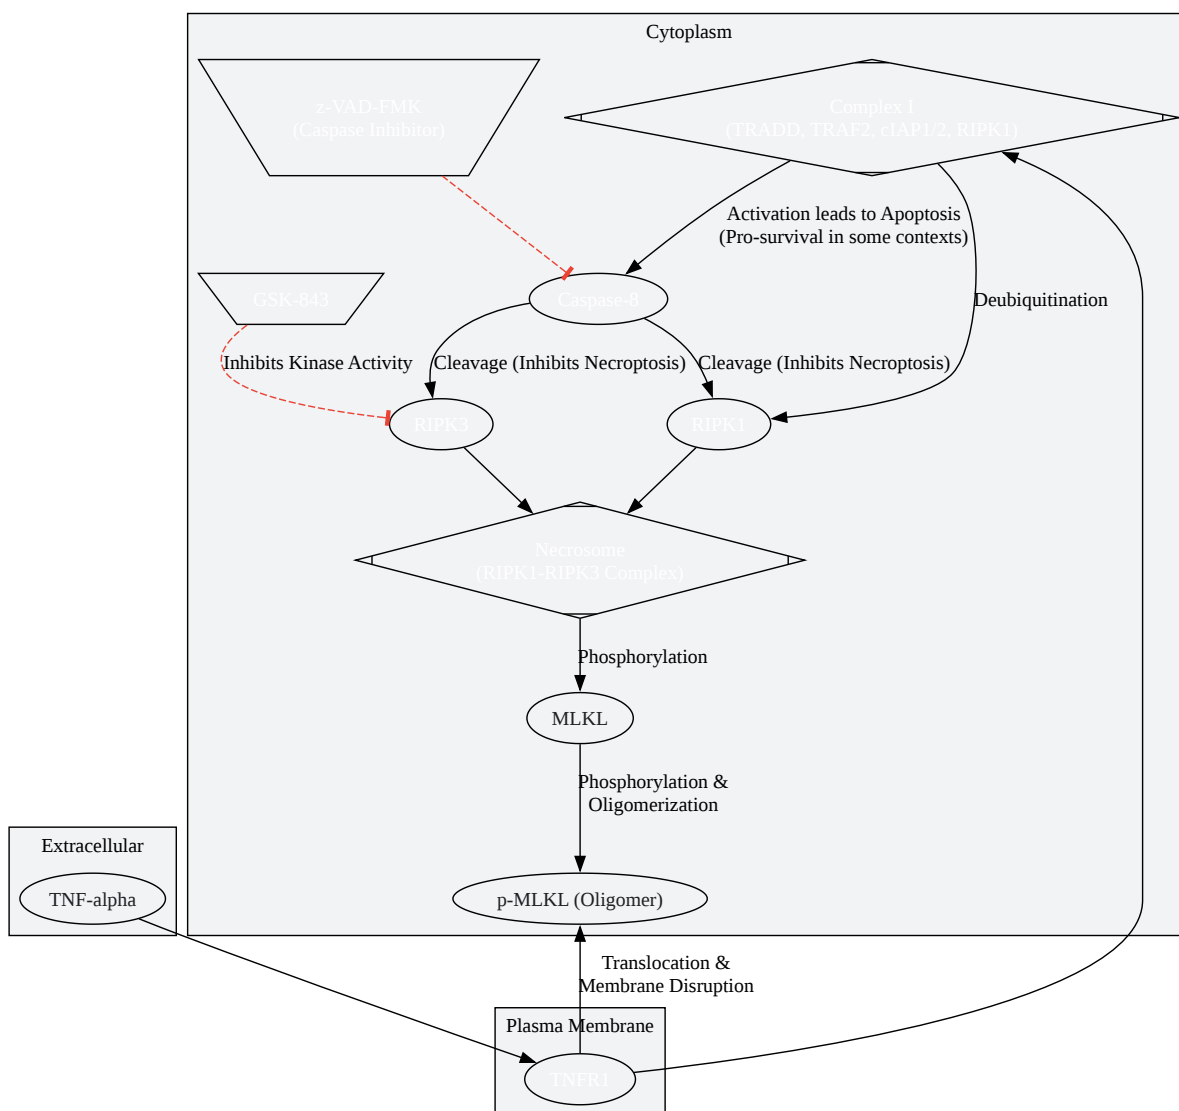 Cytoplasm
z-VAD-FMK
(Caspase Inhibitor)
Complex I
(TRADD, TRAF2, cIAP1/2, RIPK1)
Activation leads to Apoptosis
(Pro-survival in some contexts)
GSK-843
Caspase-8
Deubiquitination
Inhibits Kinase Activity
Cleavage (Inhibits Necroptosis)
Cleavage (Inhibits Necroptosis)
RIPK3
RIPK1
Necrosome
(RIPK1-RIPK3 Complex)
Phosphorylation
MLKL
Phosphorylation &
Oligomerization
Extracellular
TNF-alpha
p-MLKL (Oligomer)
Translocation &
Membrane Disruption
Plasma Membrane
TNFR1